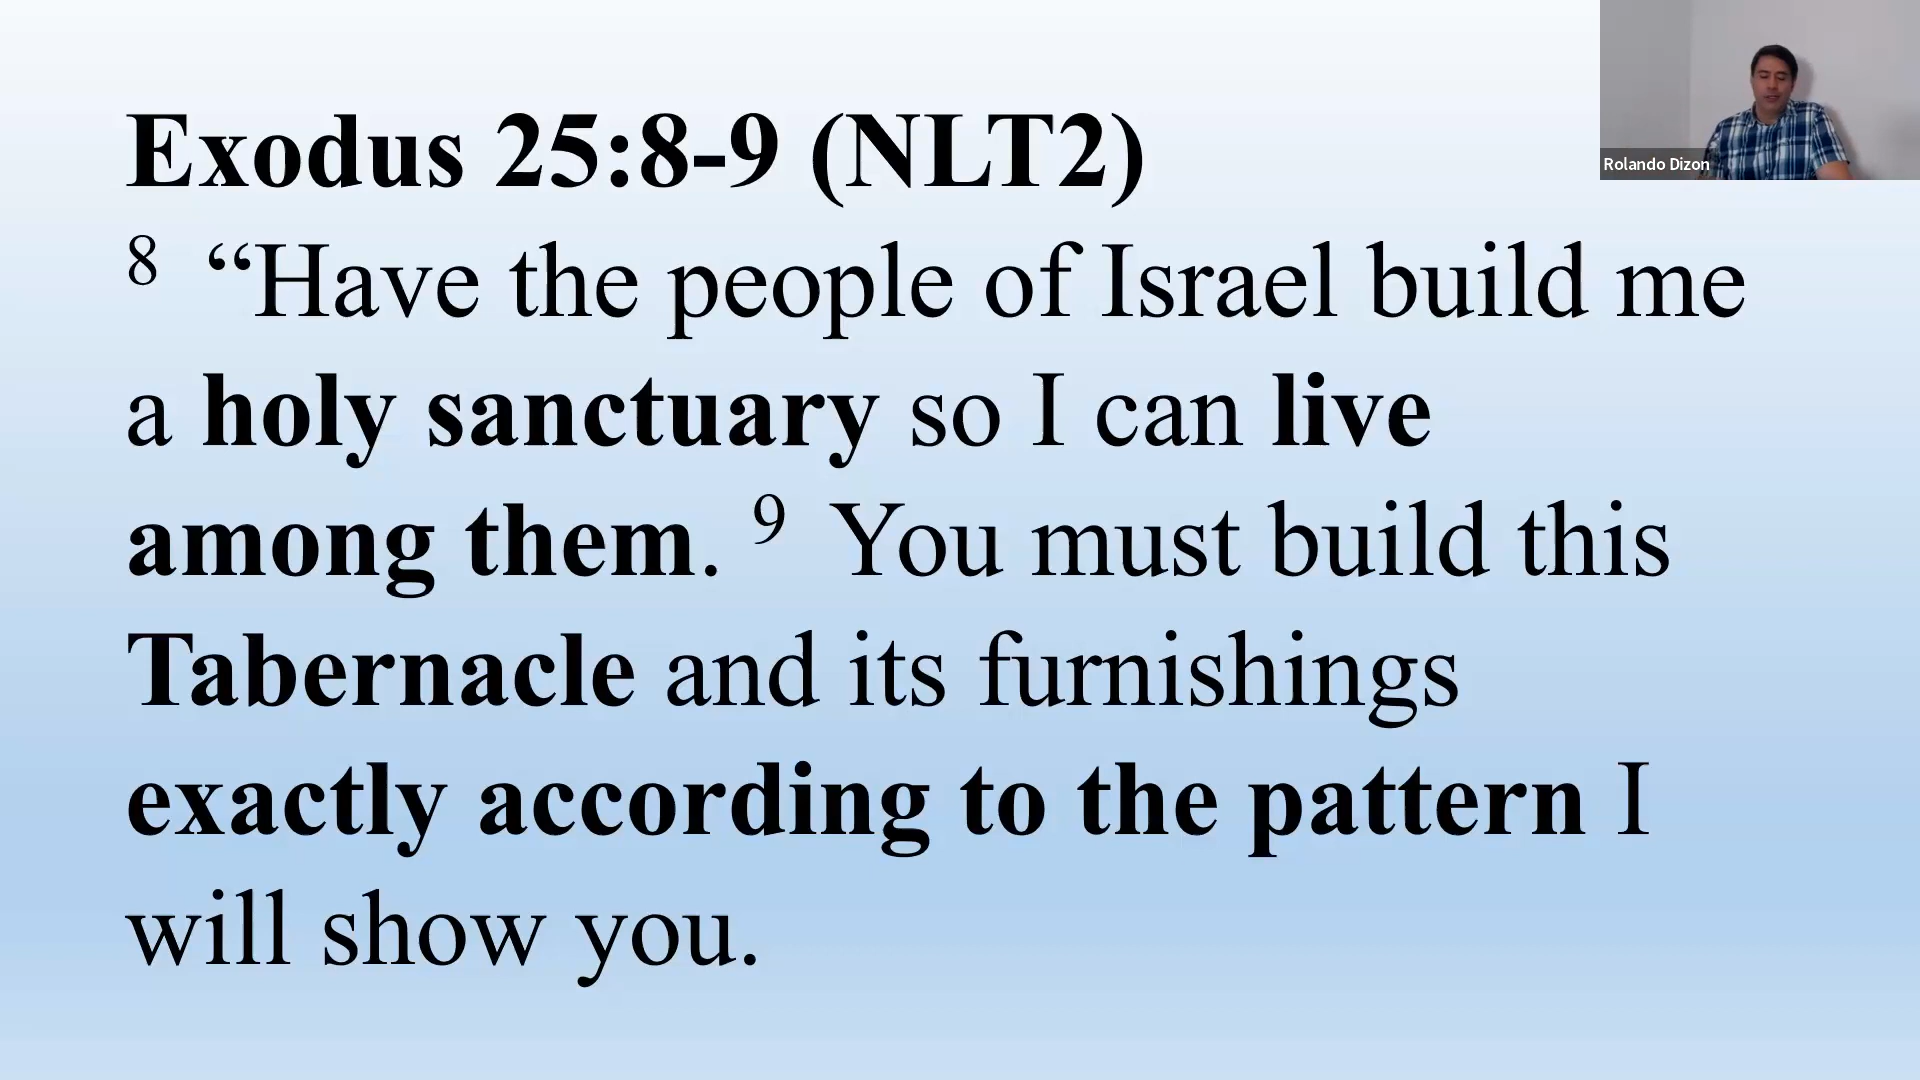 Exodus 25:8-9 (NLT2)
8 “Have the people of Israel build me
a holy sanctuary so I can live
among them. 9 You must build this
Tabernacle and its furnishings
exactly according to the pattern I
will show you.
Rolando Dizon